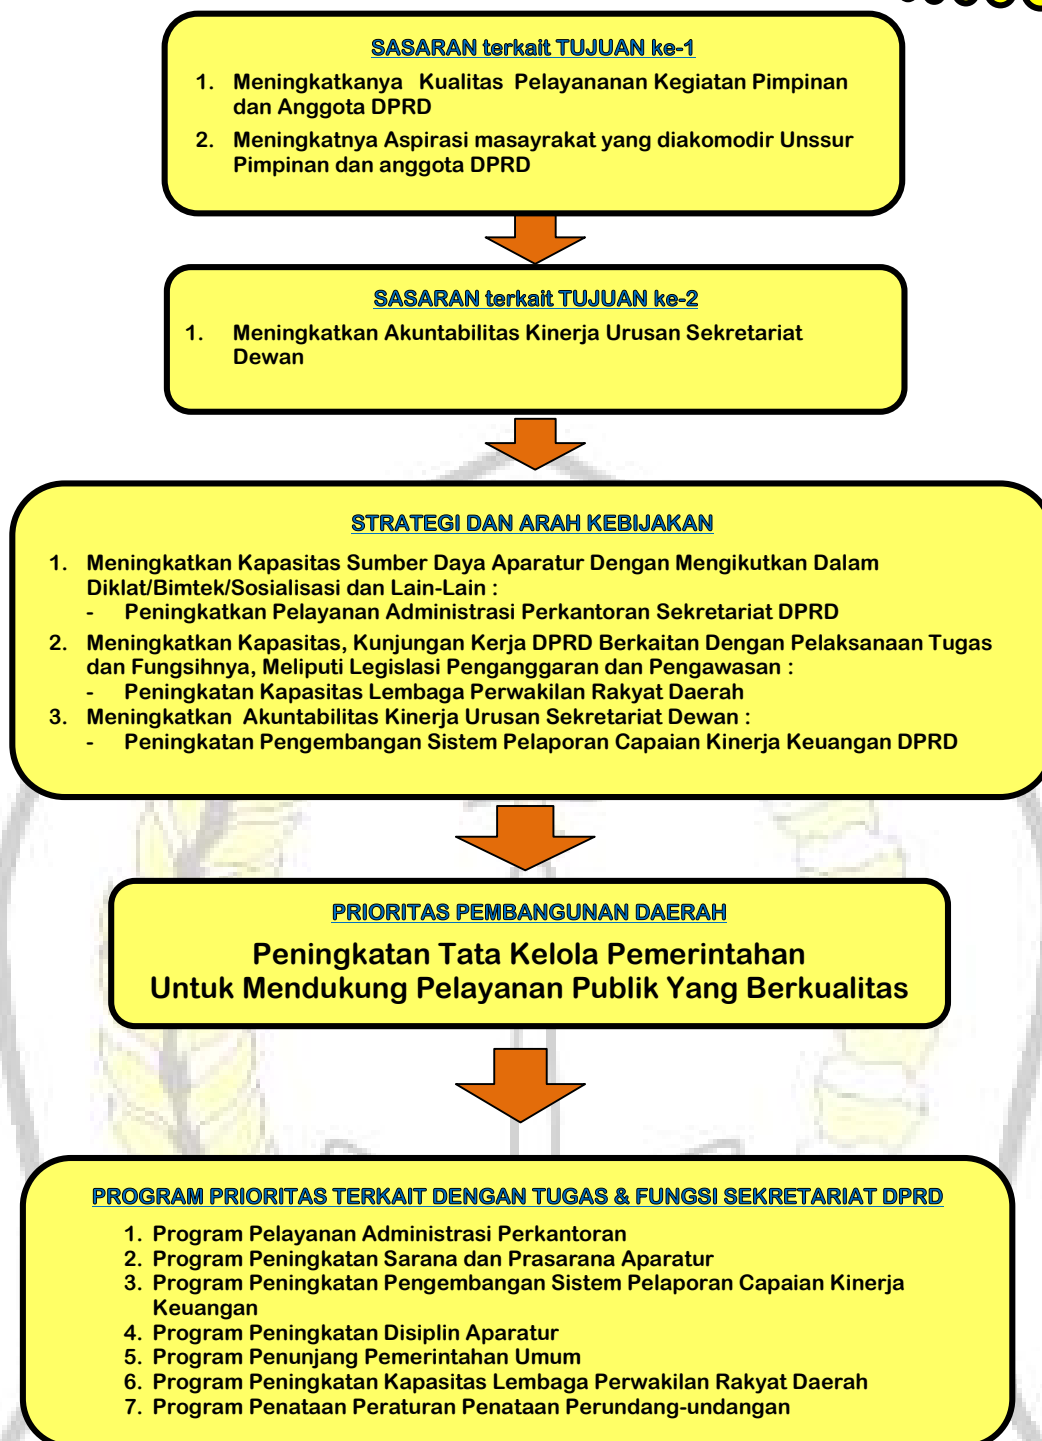 SASARAN terkait TUJUAN ke-1
1. Meningkatkanya Kualitas Pelayananan Kegiatan Pimpinan
dan Anggota DPRD
2. Meningkatnya Aspirasi masayrakat yang diakomodir Unssur
Pimpinan dan anggota DPRD
SASARAN terkait TUJUAN ke-2
1. Meningkatkan Akuntabilitas Kinerja Urusan Sekretariat
Dewan
STRATEGI DAN ARAH KEBIJAKAN
1. Meningkatkan Kapasitas Sumber Daya Aparatur Dengan Mengikutkan Dalam
Diklat/Bimtek/Sosialisasi dan Lain-Lain :
- Peningkatkan Pelayanan Administrasi Perkantoran Sekretariat DPRD
2. Meningkatkan Kapasitas, Kunjungan Kerja DPRD Berkaitan Dengan Pelaksanaan Tugas
dan Fungsihnya, Meliputi Legislasi Penganggaran dan Pengawasan :
- Peningkatan Kapasitas Lembaga Perwakilan Rakyat Daerah
3. Meningkatkan Akuntabilitas Kinerja Urusan Sekretariat Dewan :
- Peningkatan Pengembangan Sistem Pelaporan Capaian Kinerja Keuangan DPRD
PRIORITAS PEMBANGUNAN DAERAH
Peningkatan Tata Kelola Pemerintahan
Untuk Mendukung Pelayanan Publik Yang Berkualitas
PROGRAM PRIORITAS TERKAIT DENGAN TUGAS & FUNGSI SEKRETARIAT DPRD
1. Program Pelayanan Administrasi Perkantoran
2. Program Peningkatan Sarana dan Prasarana Aparatur
3. Program Peningkatan Pengembangan Sistem Pelaporan Capaian Kinerja
Keuangan
4. Program Peningkatan Disiplin Aparatur
5. Program Penunjang Pemerintahan Umum
6. Program Peningkatan Kapasitas Lembaga Perwakilan Rakyat Daerah
7. Program Penataan Peraturan Penataan Perundang-undangan